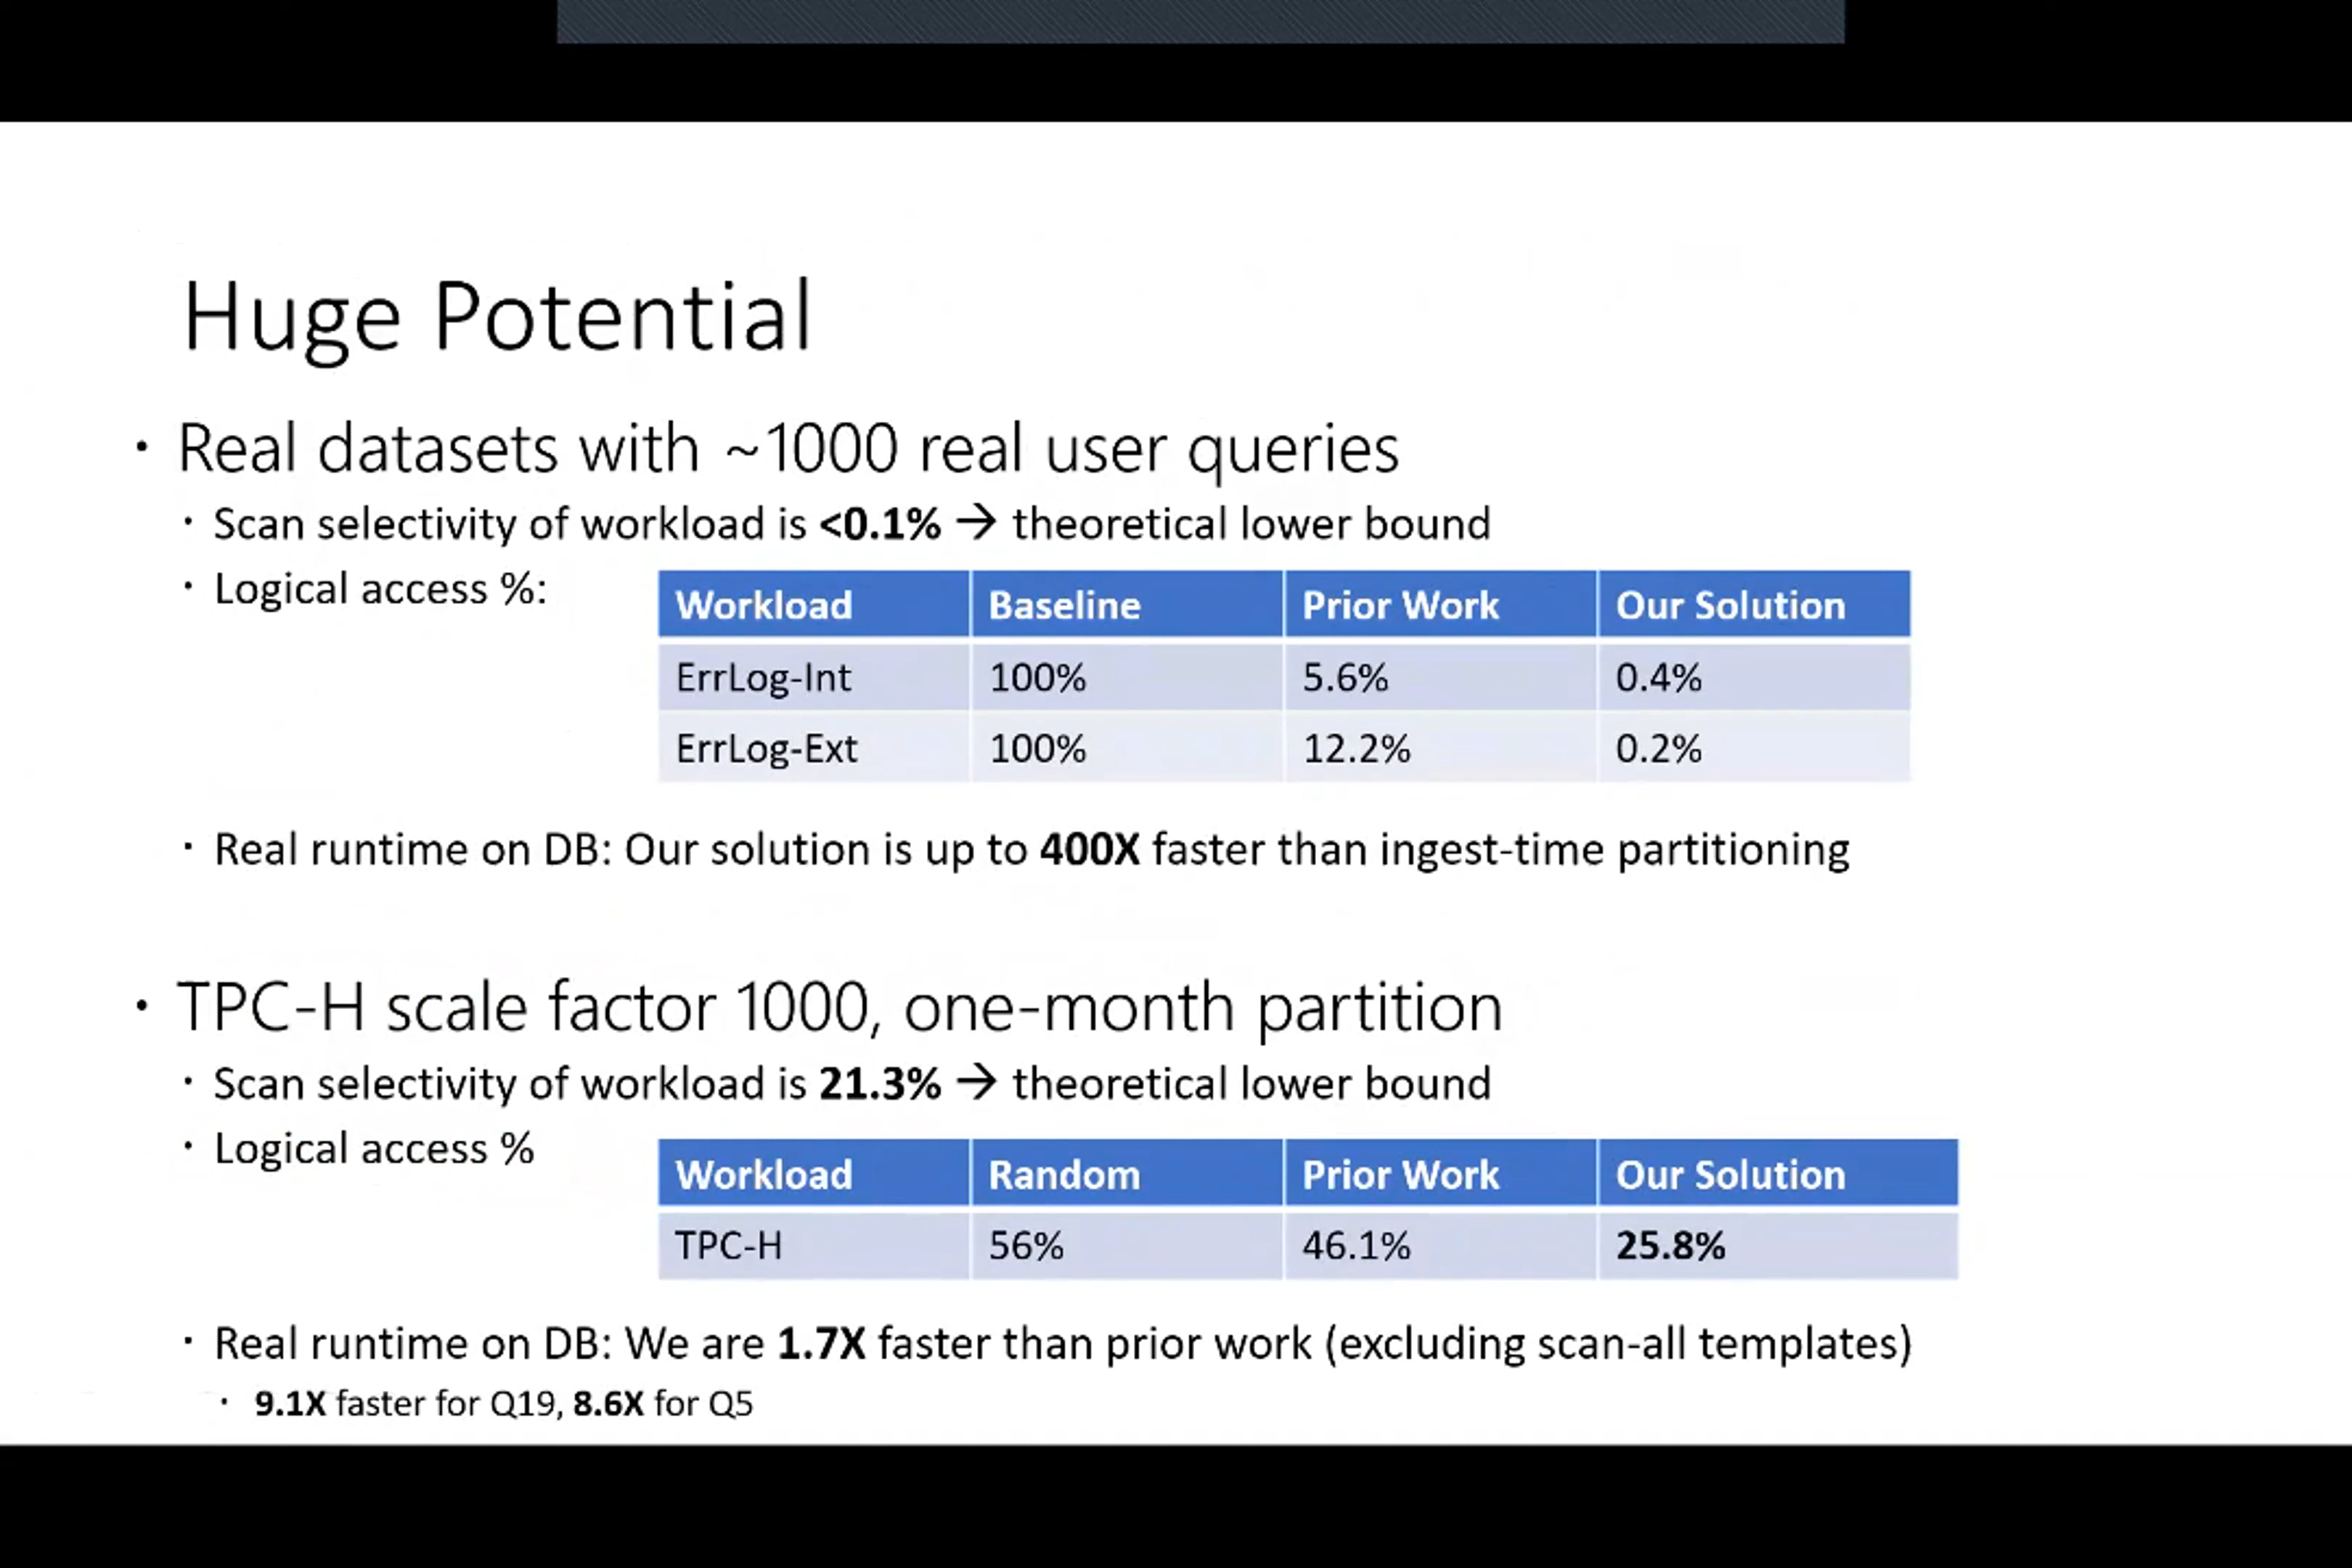 Huge Potential
· Real datasets with ~1000 real user queries
· Scan selectivity of workload is <0.1% → theoretical lower bound
· Logical access %:
Workload Baseline Prior Work Our Solution
ErrLog-Int 100% 5.6% 0.4%
ErrLog-Ext 100% 12.2% 0.2%
· Real runtime on DB: Our solution is up to 400X faster than ingest-time partitioning
· TPC-H scale factor 1000, one-month partition
· Scan selectivity of workload is 21.3% → theoretical lower bound
· Logical access %
Workload Random Prior Work Our Solution
TPC-H 56% 46.1% 25.8%
· Real runtime on DB: We are 1.7X faster than prior work (excluding scan-all templates)
· 9.1X faster for Q19, 8.6X for Q5